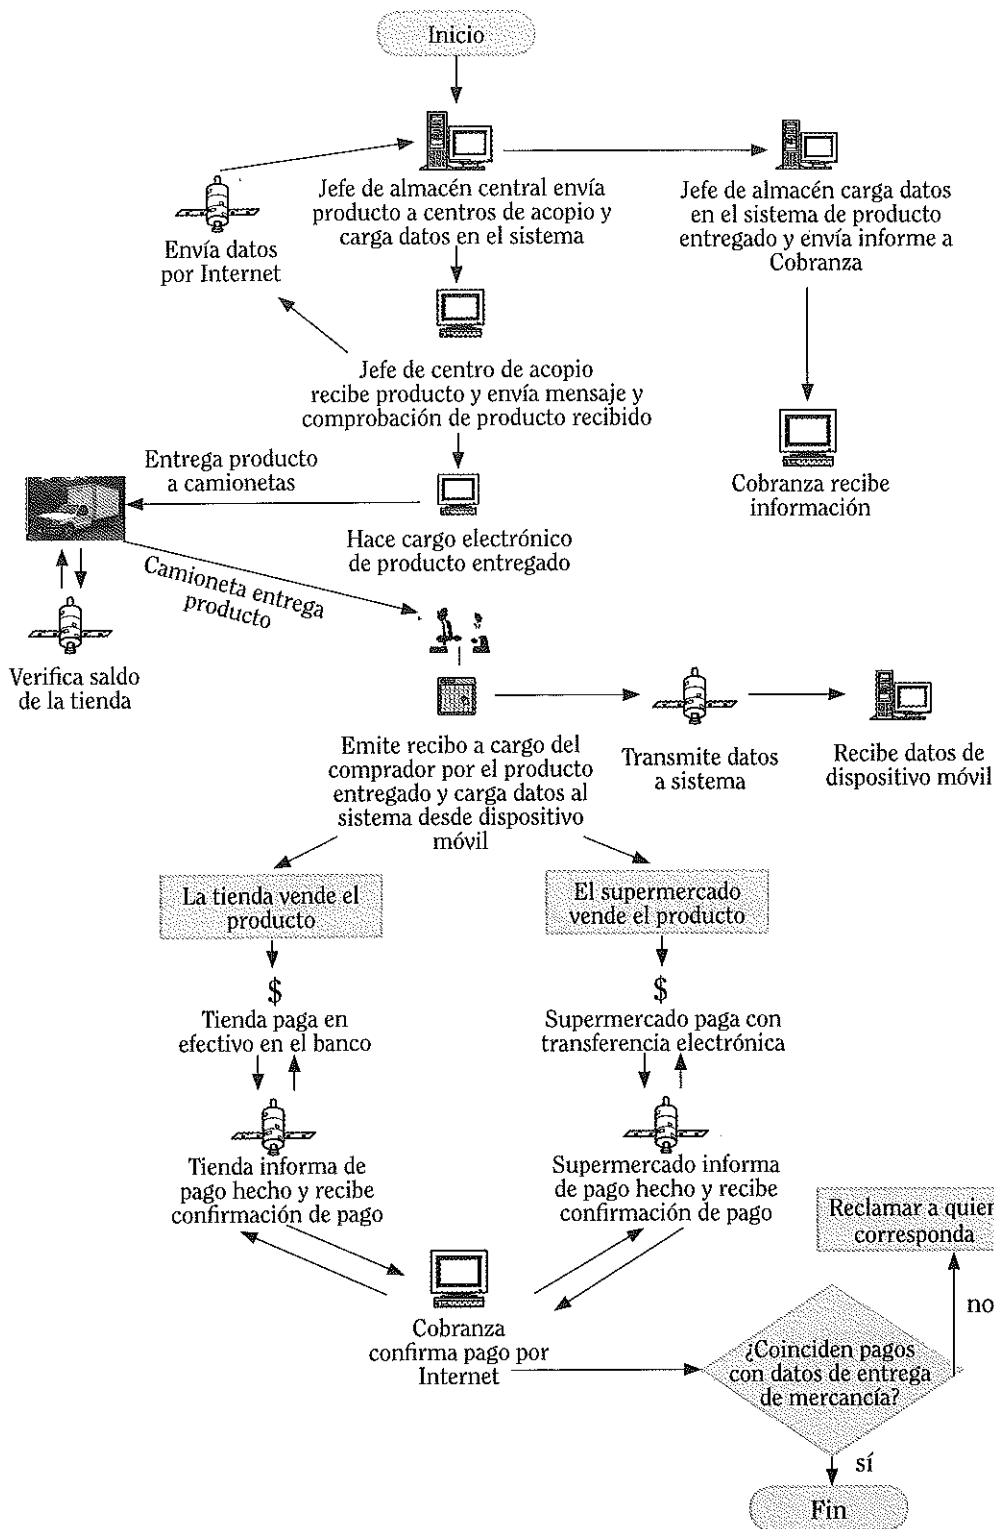 Inicio
Jefe de almacén central envía
producto a centros de acopio y
carga datos en el sistema
Jefe de almacén carga datos
en el sistema de producto
entregado y envía informe a
Cobranza
Envía datos
por Internet
Jefe de centro de acopio
recibe producto y envía mensaje y
comprobación de producto recibido
Cobranza recibe
información
Entrega producto
a camionetas
Hace cargo electrónico
de producto entregado
Camioneta entrega
producto
Verifica saldo
de la tienda
Emite recibo a cargo del
comprador por el producto
entregado y carga datos al
sistema desde dispositivo
móvil
Transmite datos
a sistema
Recibe datos de
dispositivo móvil
La tienda vende el
producto
El supermercado
vende el producto
$
Tienda paga en
efectivo en el banco
$
Supermercado paga con
transferencia electrónica
Tienda informa de
pago hecho y recibe
confirmación de pago
Supermercado informa
de pago hecho y recibe
confirmación de pago
Reclamar a quien
corresponda
no
Cobranza
confirma pago por
Internet
¿Coinciden pagos
con datos de entrega
de mercancía?
sí
Fin